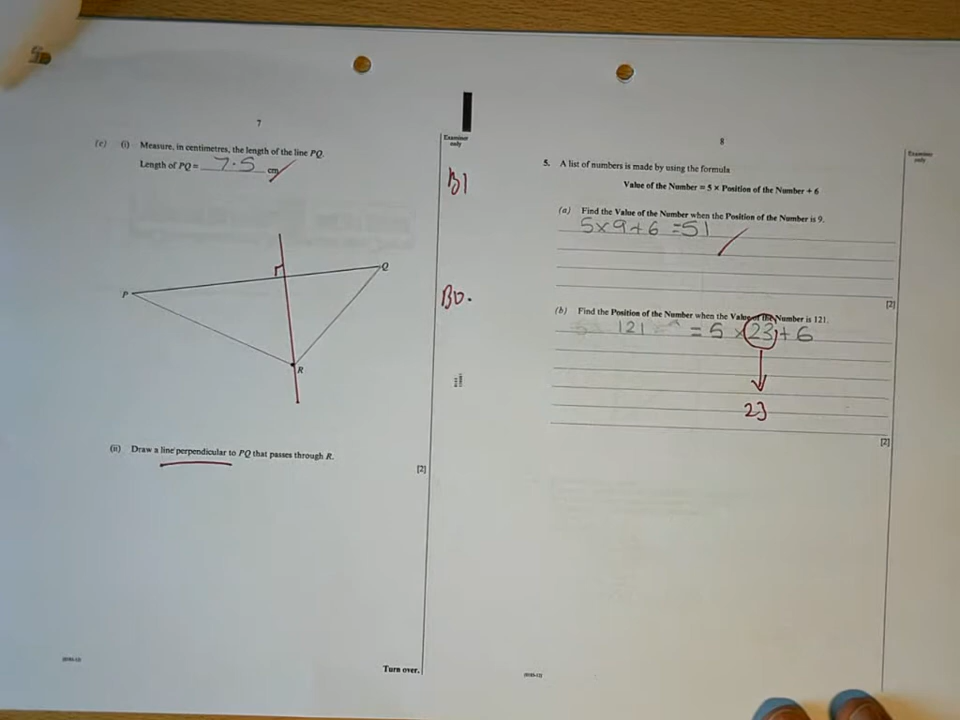 7
Examiner only
(c) (i) Measure, in centimetres, the length of the line PQ.
Length of PQ = 7.5 cm
B1
P
Q
R
B0.
(ii) Draw a line perpendicular to PQ that passes through R.
[2]
Turn over.
8
Examiner only
5. A list of numbers is made by using the formula
Value of the Number = 5 × Position of the Number + 6
(a) Find the Value of the Number when the Position of the Number is 9.
5×9+6 =51
[2]
(b) Find the Position of the Number when the Value of the Number is 121.
121 = 5 × 23 + 6
23
[2]